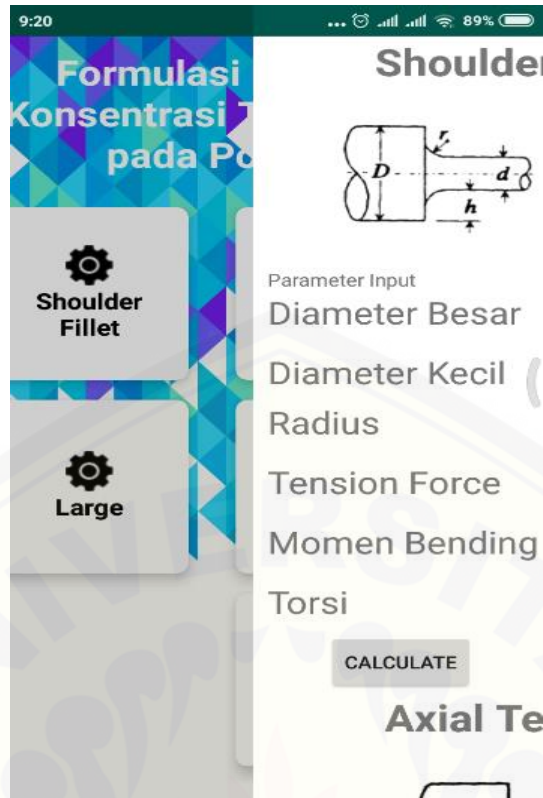 9:20
... 89%
Formulasi
Konsentrasi T
pada Po
Shoulder
Fillet
Large
Shoulder
r
D
d
h
Parameter Input
Diameter Besar
Diameter Kecil
Radius
Tension Force
Momen Bending
Torsi
CALCULATE
Axial Te